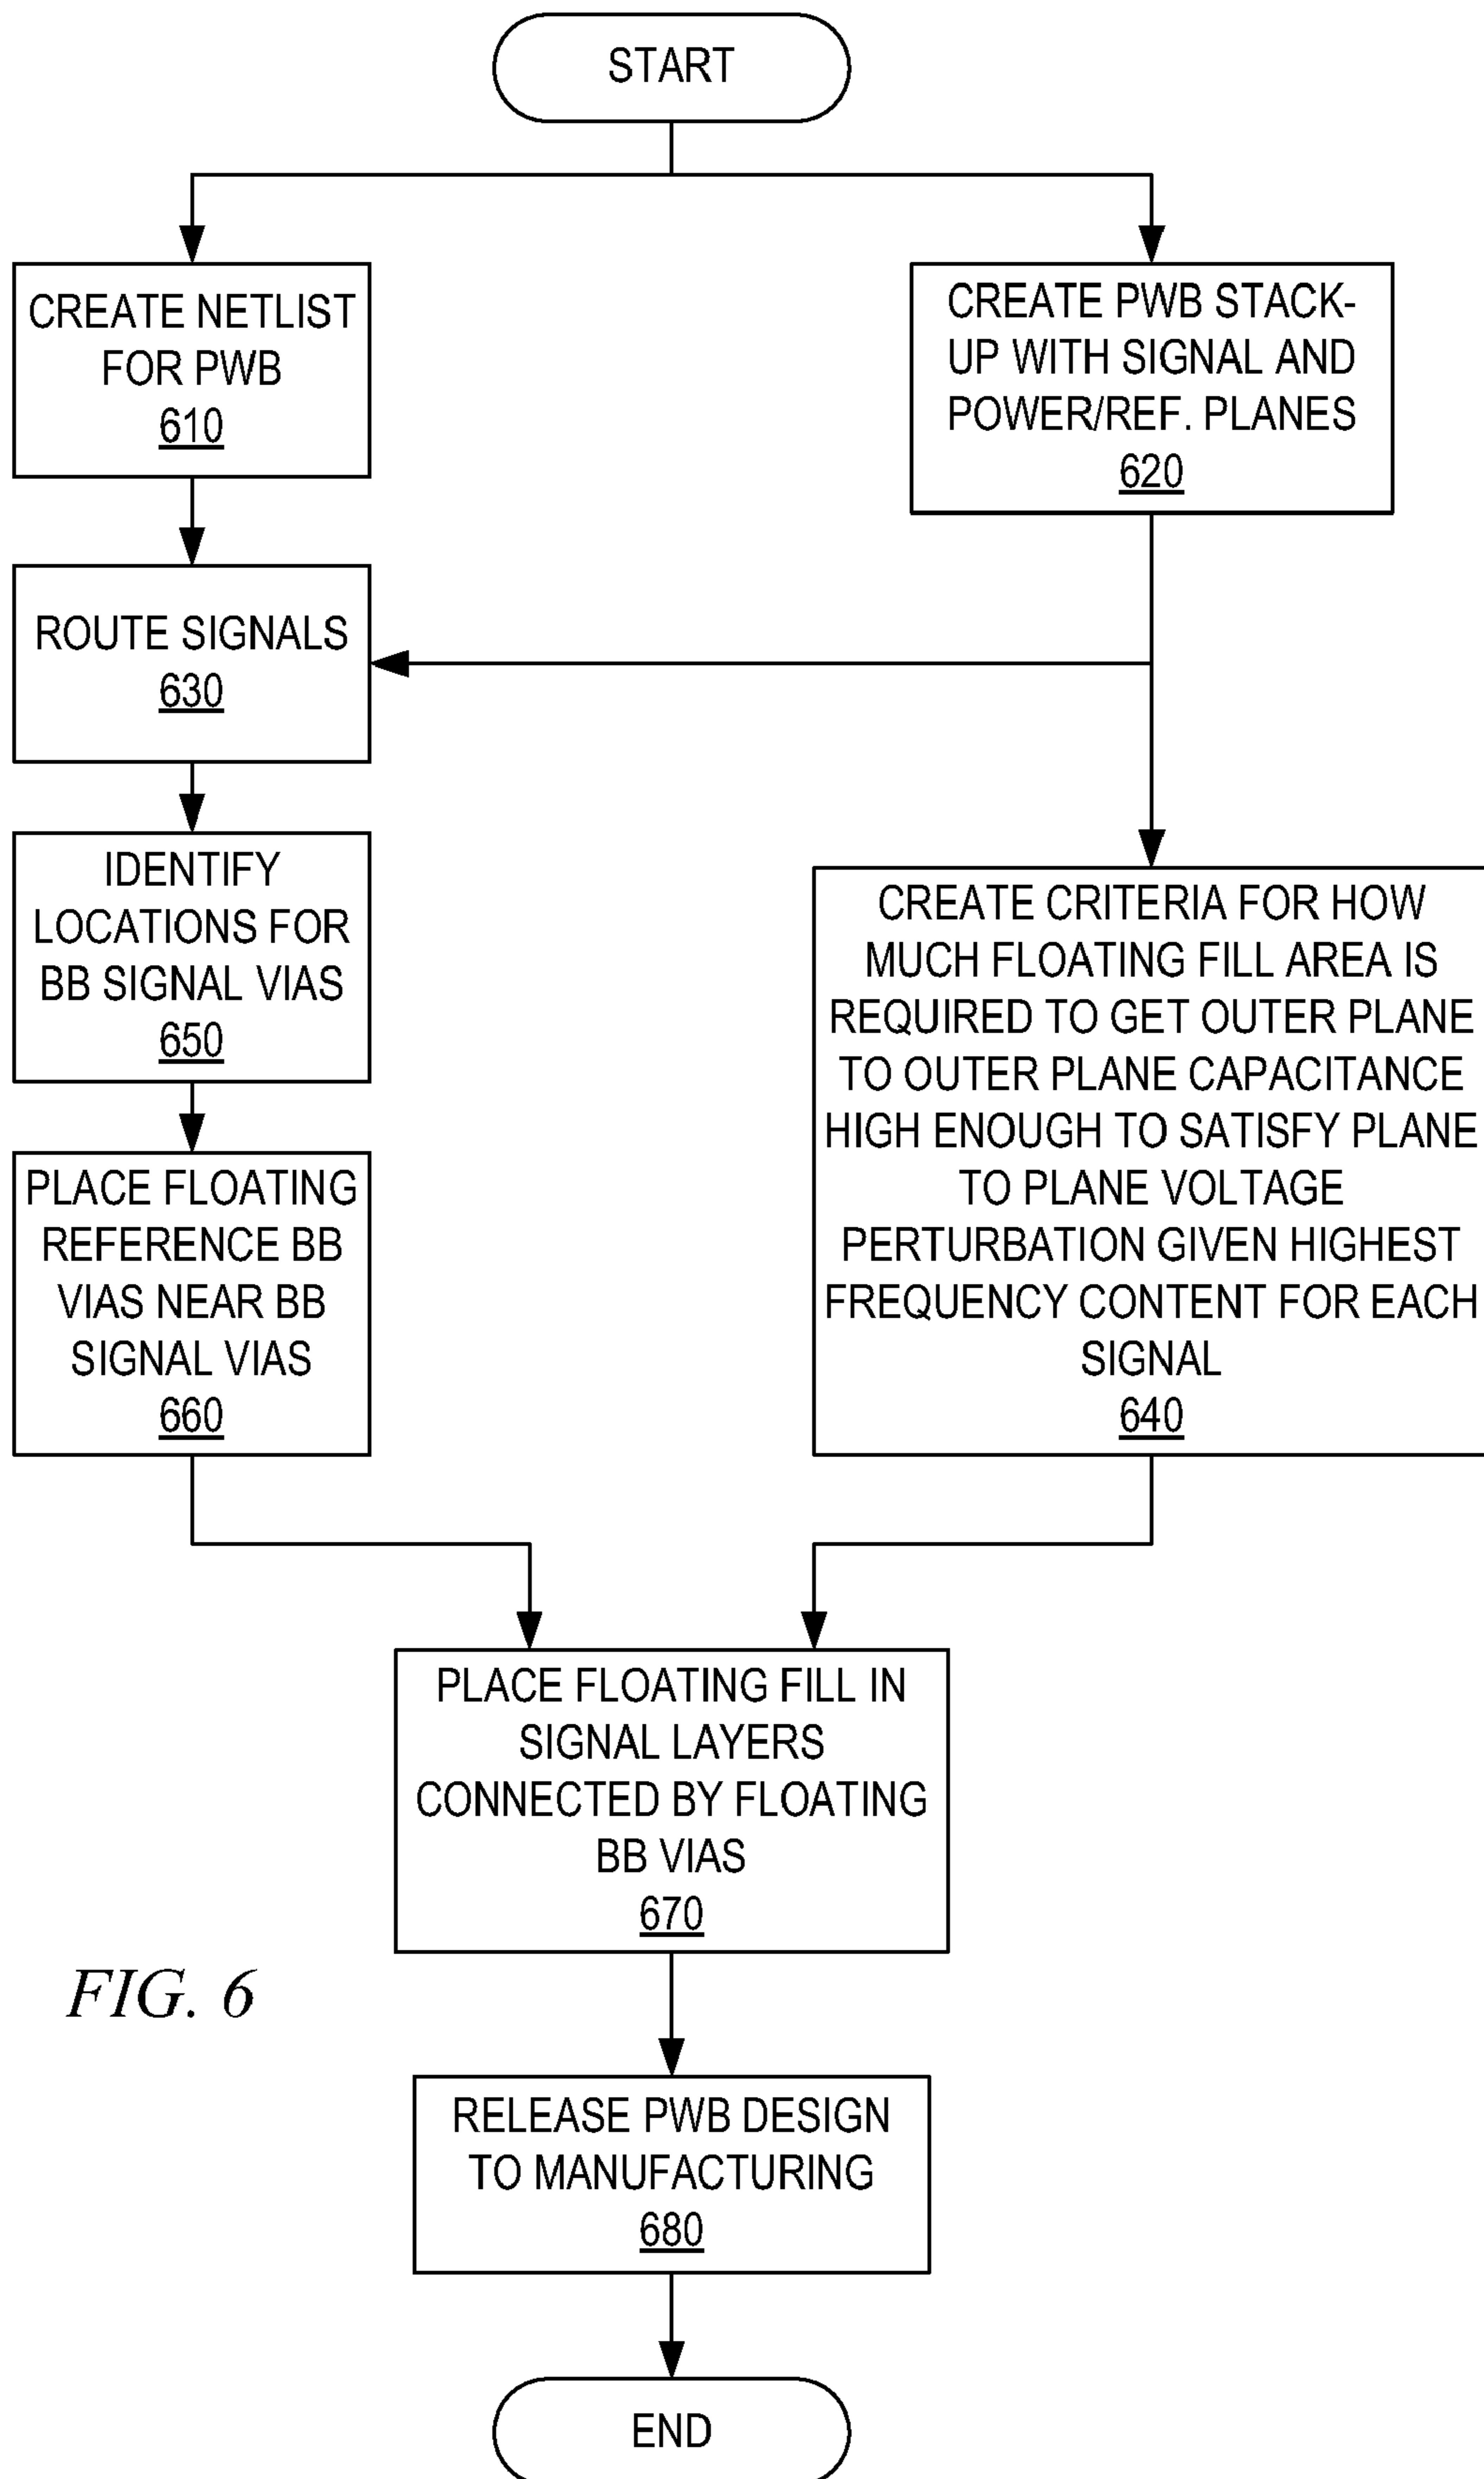 START
CREATE NETLIST
FOR PWB
610
CREATE PWB STACK-
UP WITH SIGNAL AND
POWER/REF. PLANES
620
ROUTE SIGNALS
630
IDENTIFY
LOCATIONS FOR
BB SIGNAL VIAS
650
CREATE CRITERIA FOR HOW
MUCH FLOATING FILL AREA IS
REQUIRED TO GET OUTER PLANE
TO OUTER PLANE CAPACITANCE
HIGH ENOUGH TO SATISFY PLANE
TO PLANE VOLTAGE
PERTURBATION GIVEN HIGHEST
FREQUENCY CONTENT FOR EACH
SIGNAL
640
PLACE FLOATING
REFERENCE BB
VIAS NEAR BB
SIGNAL VIAS
660
PLACE FLOATING FILL IN
SIGNAL LAYERS
CONNECTED BY FLOATING
BB VIAS
670
FIG. 6
RELEASE PWB DESIGN
TO MANUFACTURING
680
END